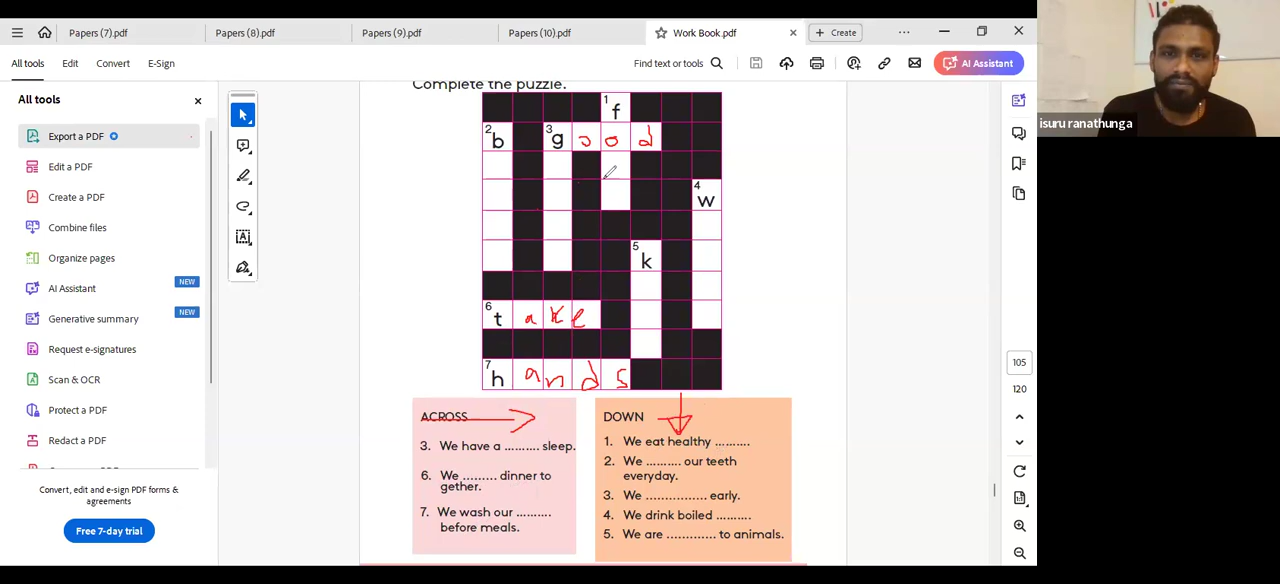 Papers (7).pdf
Papers (8).pdf
Papers (9).pdf
Papers (10).pdf
Work Book.pdf
Create
All tools
Edit
Convert
E-Sign
Find text or tools
AI Assistant
All tools
Export a PDF
Edit a PDF
Create a PDF
Combine files
Organize pages
AI Assistant
NEW
Generative summary
NEW
Request e-signatures
Scan & OCR
Protect a PDF
Redact a PDF
Convert, edit and e-sign PDF forms &
agreements
Free 7-day trial
Complete the puzzle.
1 f
2 b
3 g o o d
4 w
5 k
6 t a k e
7 h a n d s
ACROSS
3. We have a .......... sleep.
6. We ......... dinner to
gether.
7. We wash our ..........
before meals.
DOWN
1. We eat healthy ..........
2. We ......... our teeth
everyday.
3. We ................ early.
4. We drink boiled ..........
5. We are ............. to animals.
105
120
isuru ranathunga